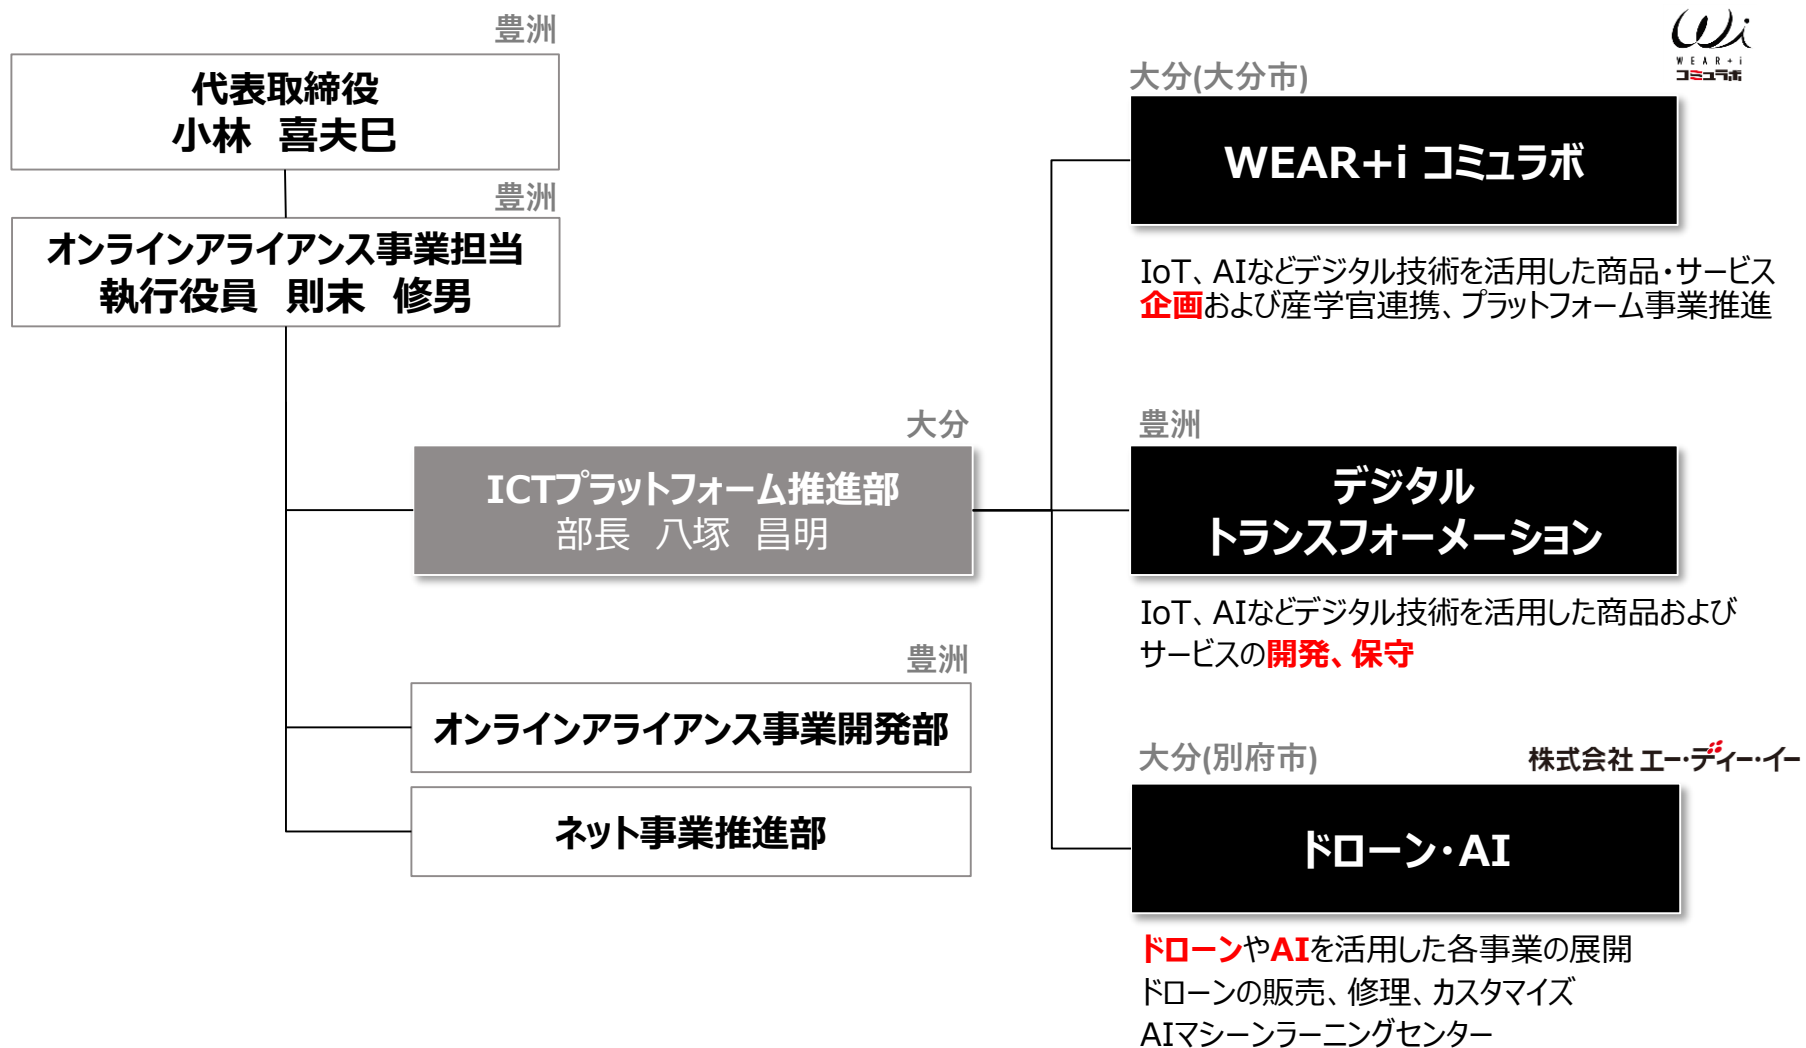 豊洲
代表取締役
小林　喜夫巳
豊洲
オンラインアライアンス事業担当
執行役員　則末　修男
大分
ICTプラットフォーム推進部
部長　八塚　昌明
豊洲
オンラインアライアンス事業開発部
ネット事業推進部
Wi
WEAR+i
コミュラボ
大分(大分市)
WEAR+i コミュラボ
IoT、AIなどデジタル技術を活用した商品・サービス
企画および産学官連携、プラットフォーム事業推進
豊洲
デジタル
トランスフォーメーション
IoT、AIなどデジタル技術を活用した商品および
サービスの開発、保守
大分(別府市)
株式会社 エー・ディー・イー
ドローン・AI
ドローンやAIを活用した各事業の展開
ドローンの販売、修理、カスタマイズ
AIマシーンラーニングセンター